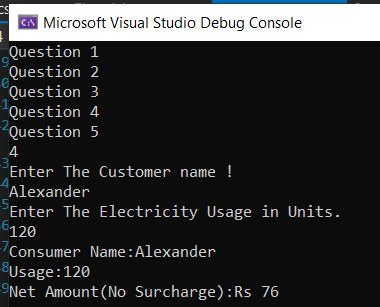 Microsoft Visual Studio Debug Console
Question 1
Question 2
Question 3
Question 4
Question 5
4
Enter The Customer name !
Alexander
Enter The Electricity Usage in Units.
120
Consumer Name:Alexander
Usage:120
Net Amount(No Surcharge):Rs 76